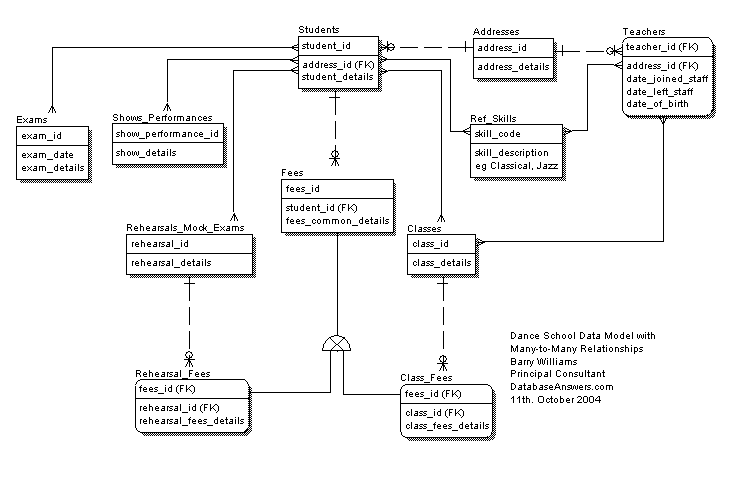 Students
student_id
address_id (FK)
student_details
Addresses
address_id
address_details
Teachers
teacher_id (FK)
address_id (FK)
date_joined_staff
date_left_staff
date_of_birth
Exams
exam_id
exam_date
exam_details
Shows_Performances
show_performance_id
show_details
Ref_Skills
skill_code
skill_description
eg Classical, Jazz
Fees
fees_id
student_id (FK)
fees_common_details
Rehearsals_Mock_Exams
rehearsal_id
rehearsal_details
Classes
class_id
class_details
Rehearsal_Fees
fees_id (FK)
rehearsal_id (FK)
rehearsal_fees_details
Class_Fees
fees_id (FK)
class_id (FK)
class_fees_details
Dance School Data Model with
Many-to-Many Relationships
Barry Williams
Principal Consultant
DatabaseAnswers.com
11th. October 2004